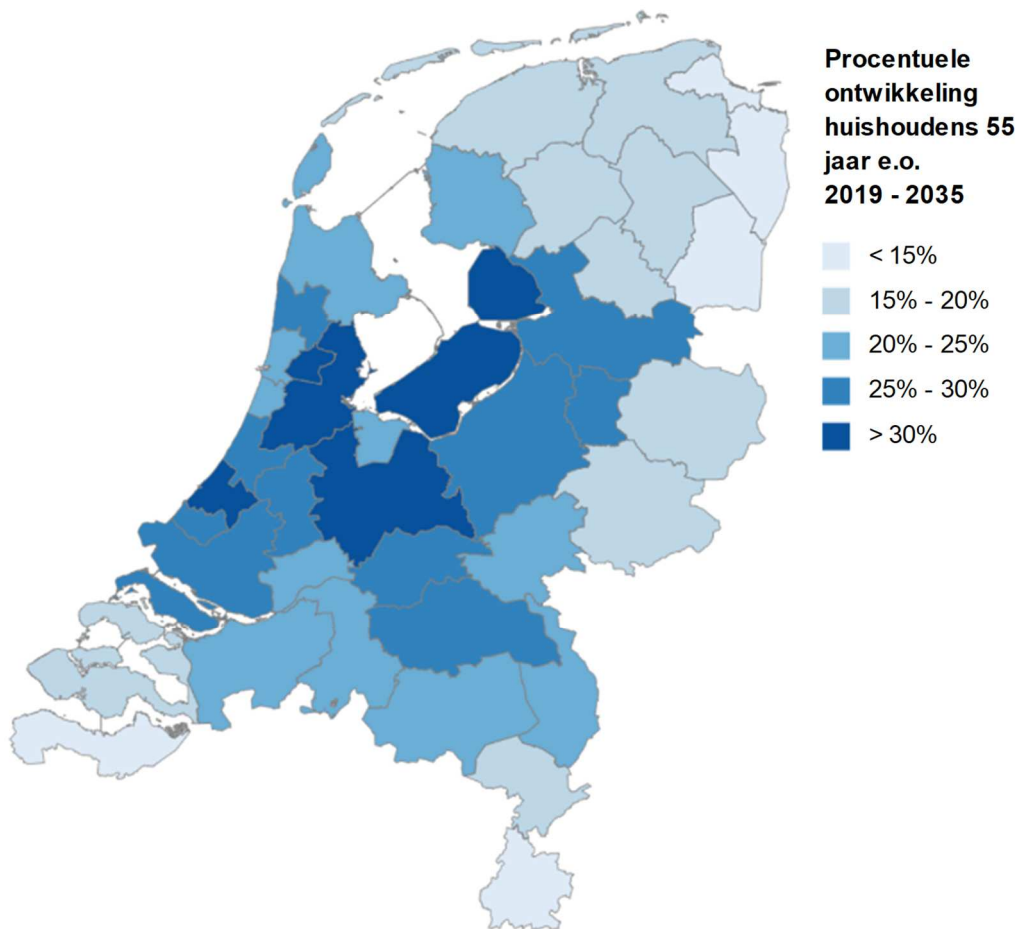 Procentuele
ontwikkeling
huishoudens 55
jaar e.o.
2019 - 2035
< 15%
15% - 20%
20% - 25%
25% - 30%
> 30%